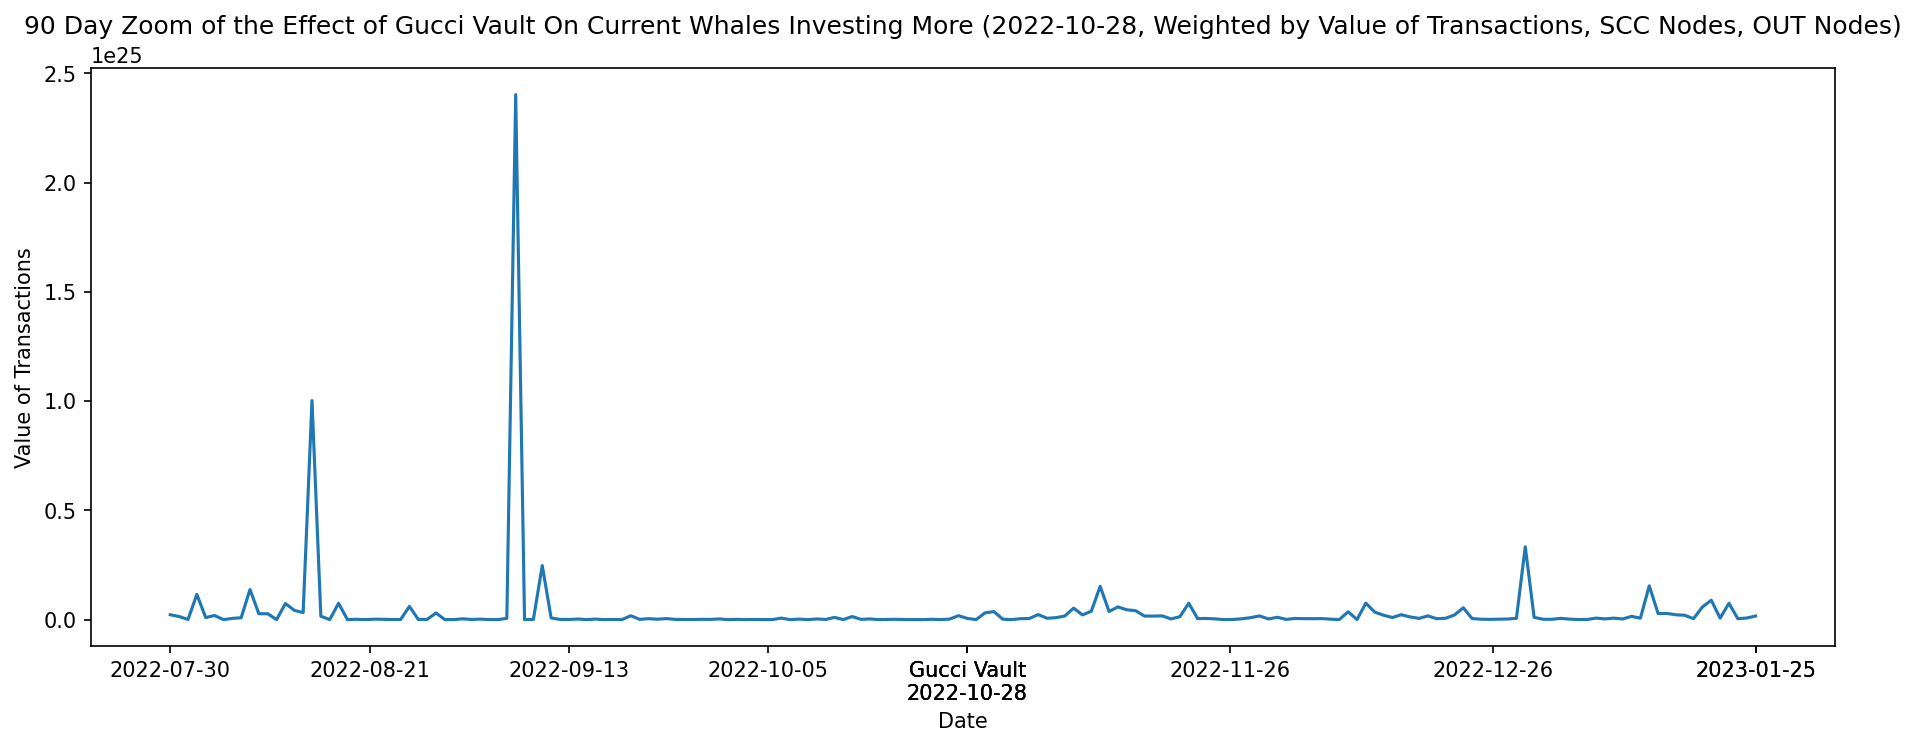 90 Day Zoom of the Effect of Gucci Vault On Current Whales Investing More (2022-10-28, Weighted by Value of Transactions, SCC Nodes, OUT Nodes)
1e25
2.5
2.0
1.5
1.0
0.5
0.0
Value of Transactions
2022-07-30 2022-08-21 2022-09-13 2022-10-05 Gucci Vault 2022-11-26 2022-12-26 2023-01-25
2022-10-28
Date